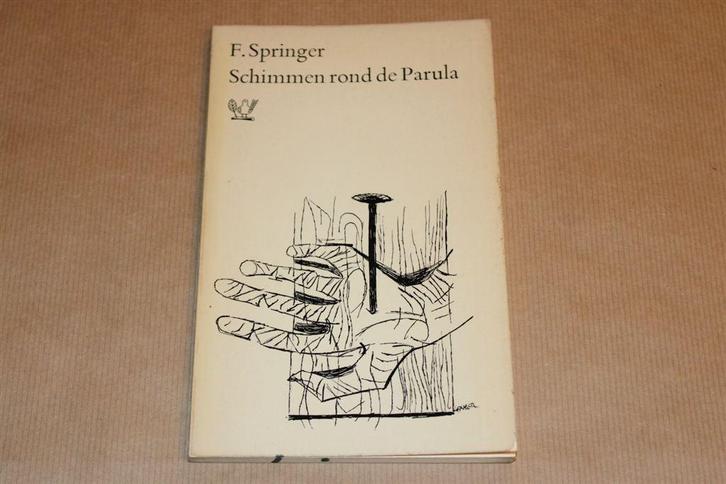 F. Springer
Schimmen rond de Parula